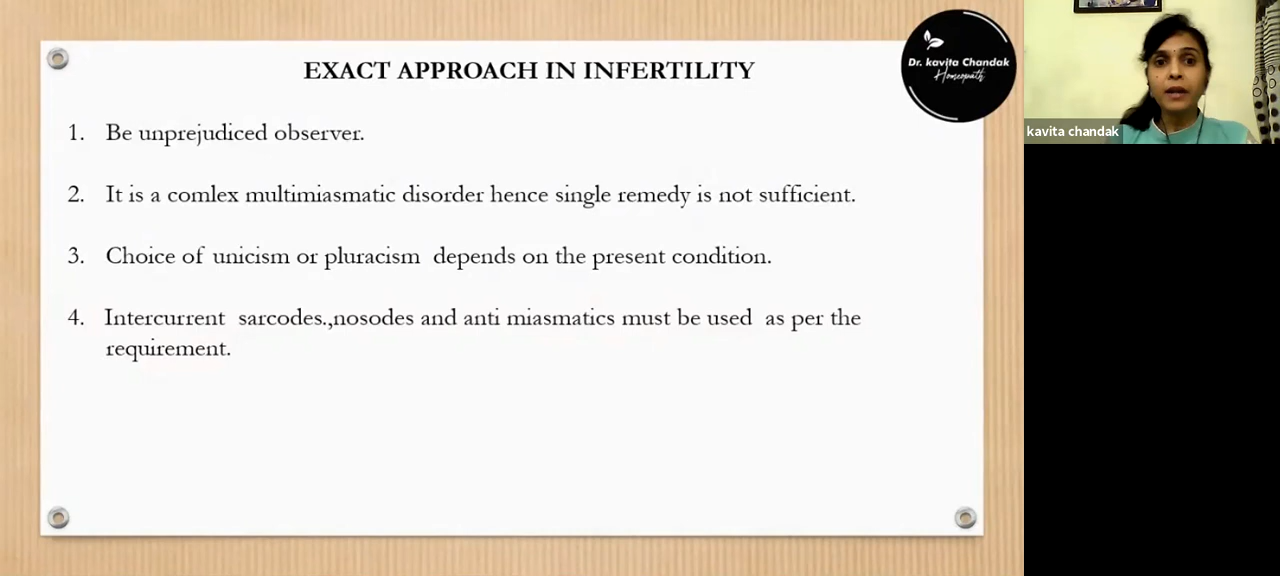 EXACT APPROACH IN INFERTILITY
Dr. kavita Chandak
Homeopath
kavita chandak
1. Be unprejudiced observer.
2. It is a comlex multimiasmatic disorder hence single remedy is not sufficient.
3. Choice of unicism or pluracism depends on the present condition.
4. Intercurrent sarcodes.,nosodes and anti miasmatics must be used as per the
requirement.